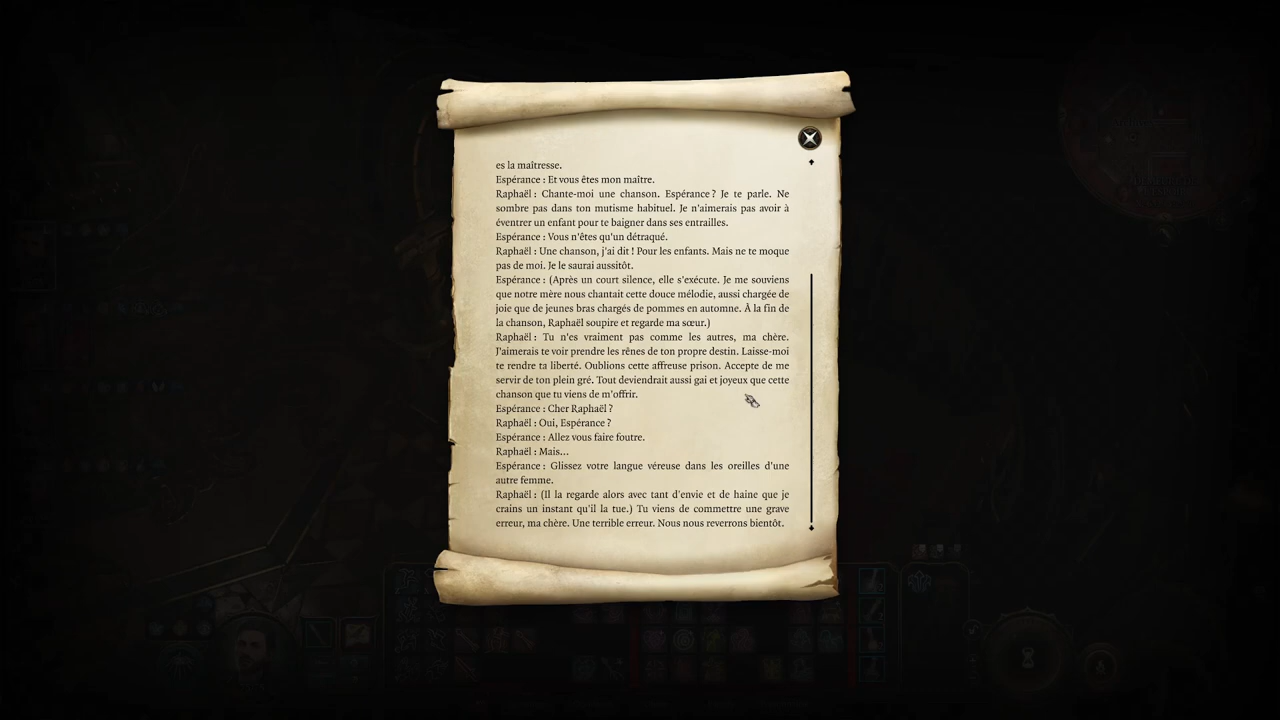 es la maîtresse.
Espérance : Et vous êtes mon maître.
Raphaël : Chante-moi une chanson. Espérance ? Je te parle. Ne
sombre pas dans ton mutisme habituel. Je n'aimerais pas avoir à
éventrer un enfant pour te baigner dans ses entrailles.
Espérance : Vous n'êtes qu'un détraqué.
Raphaël : Une chanson, j'ai dit ! Pour les enfants. Mais ne te moque
pas de moi. Je le saurai aussitôt.
Espérance : (Après un court silence, elle s'exécute. Je me souviens
que notre mère nous chantait cette douce mélodie, aussi chargée de
joie que de jeunes bras chargés de pommes en automne. À la fin de
la chanson, Raphaël soupire et regarde ma sœur.)
Raphaël : Tu n'es vraiment pas comme les autres, ma chère.
J'aimerais te voir prendre les rênes de ton propre destin. Laisse-moi
te rendre ta liberté. Oublions cette affreuse prison. Accepte de me
servir de ton plein gré. Tout deviendrait aussi gai et joyeux que cette
chanson que tu viens de m'offrir.
Espérance : Cher Raphaël ?
Raphaël : Oui, Espérance ?
Espérance : Allez vous faire foutre.
Raphaël : Mais...
Espérance : Glissez votre langue véreuse dans les oreilles d'une
autre femme.
Raphaël : (Il la regarde alors avec tant d'envie et de haine que je
crains un instant qu'il la tue.) Tu viens de commettre une grave
erreur, ma chère. Une terrible erreur. Nous nous reverrons bientôt.